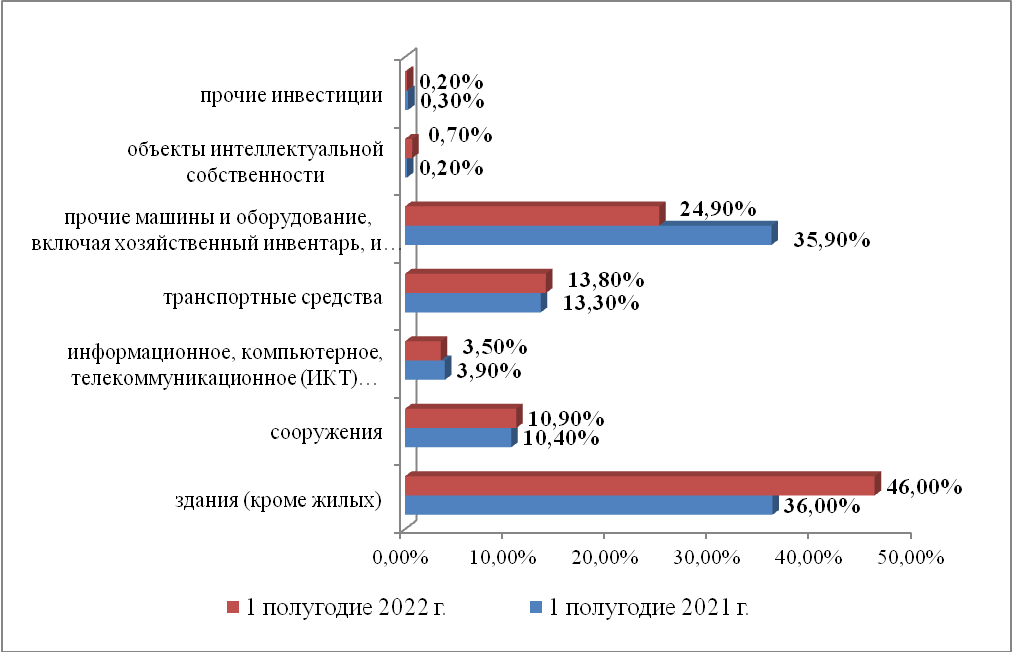 прочие инвестиции
0,20%
0,30%
объекты интеллектуальной
собственности
0,70%
0,20%
прочие машины и оборудование,
включая хозяйственный инвентарь, и…
24,90%
35,90%
транспортные средства
13,80%
13,30%
информационное, компьютерное,
телекоммуникационное (ИКТ)…
3,50%
3,90%
сооружения
10,90%
10,40%
здания (кроме жилых)
46,00%
36,00%
0,00% 10,00% 20,00% 30,00% 40,00% 50,00%
1 полугодие 2022 г. 1 полугодие 2021 г.